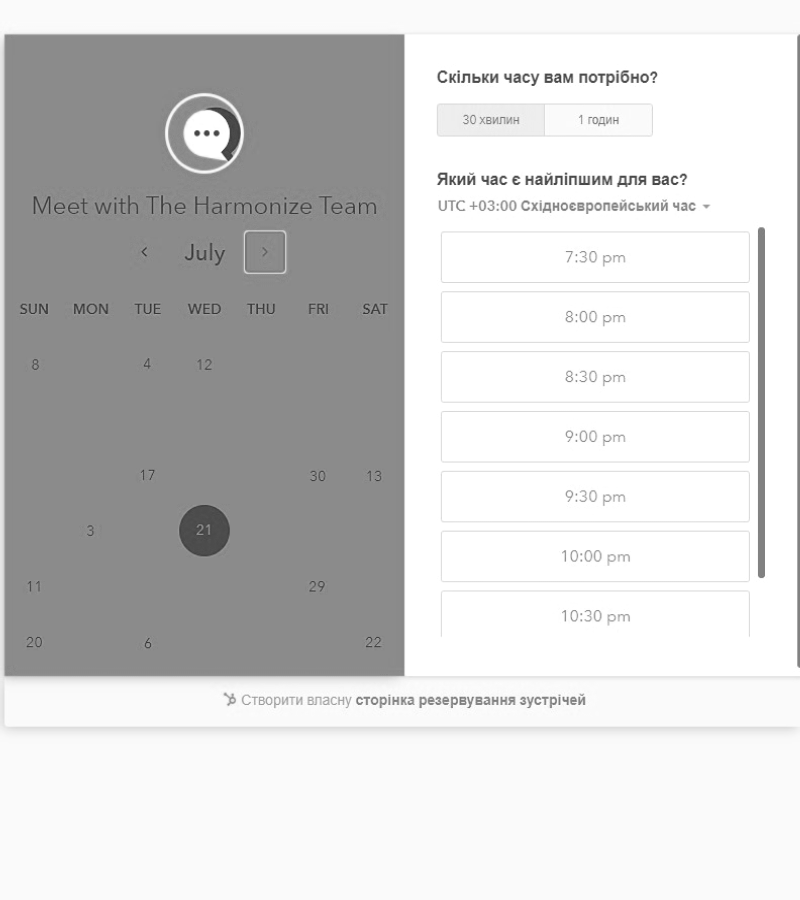 Meet with The Harmonize Team
July
SUN MON TUE WED THU FRI SAT
8 4 12
17 30 13
3 21
11 29
20 6 22
Скільки часу вам потрібно?
30 хвилин 1 годин
Який час є найліпшим для вас?
UTC +03:00 Східноєвропейський час
7:30 pm
8:00 pm
8:30 pm
9:00 pm
9:30 pm
10:00 pm
10:30 pm
Створити власну сторінка резервування зустрічей